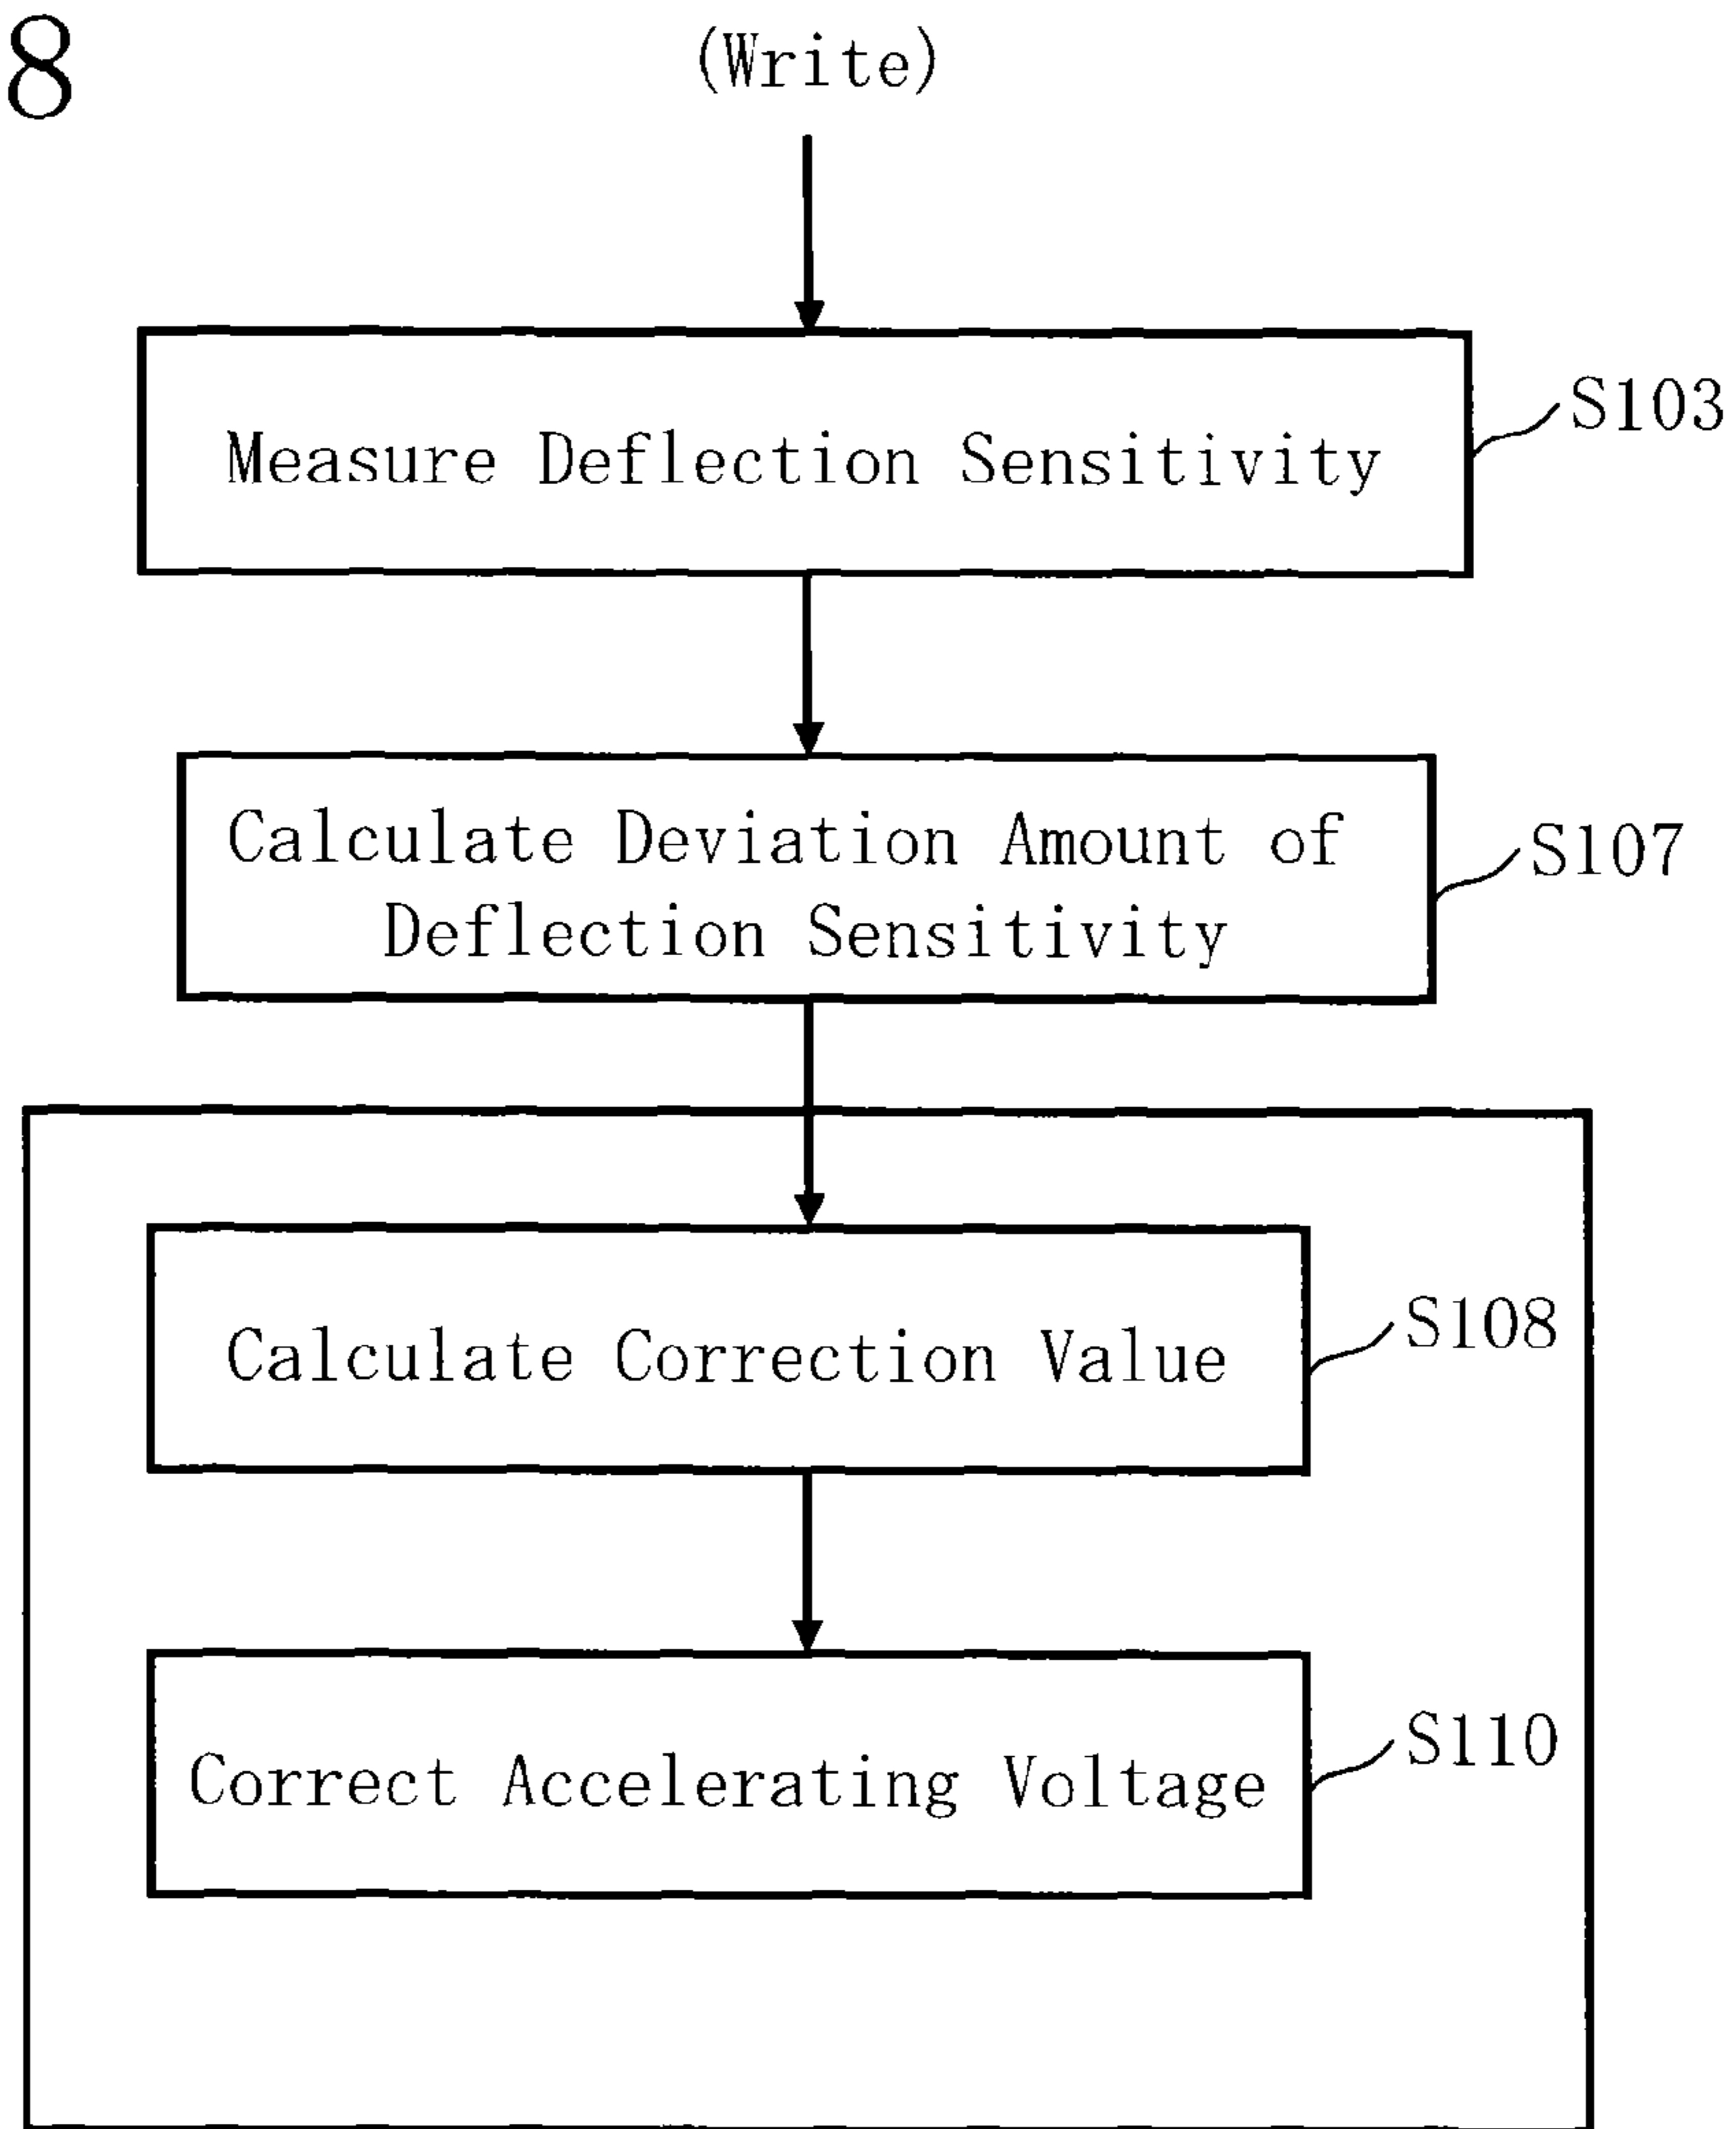 8
(Write)
Measure Deflection Sensitivity
S103
Calculate Deviation Amount of
Deflection Sensitivity
S107
Calculate Correction Value
S108
Correct Accelerating Voltage
S110